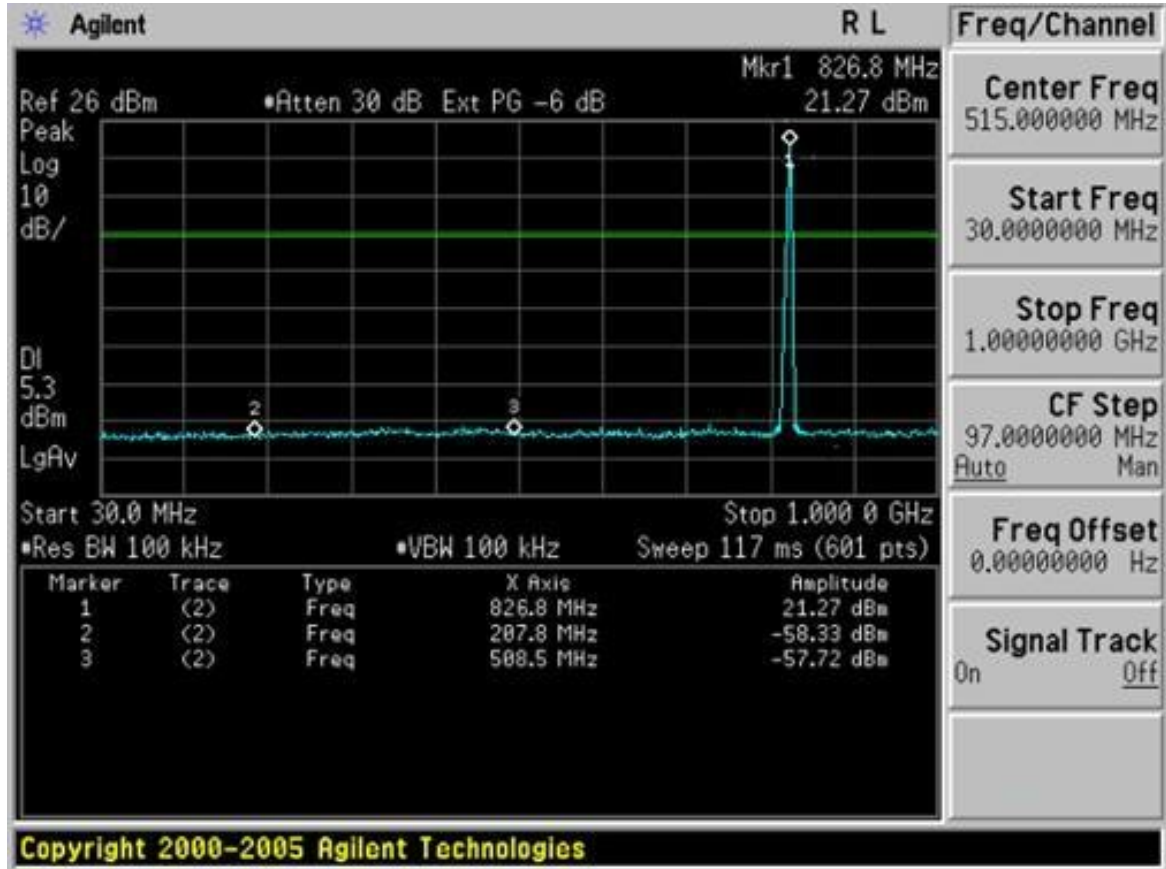 Agilent
R L
Freq/Channel
Mkr1 826.8 MHz
Ref 26 dBm
•Atten 30 dB Ext PG -6 dB
21.27 dBm
Peak
Log
10
dB/
1
DI
5.3
dBm
LgAv
2
3
Start 30.0 MHz
Stop 1.000 0 GHz
•Res BW 100 kHz
•VBW 100 kHz
Sweep 117 ms (601 pts)
Marker Trace Type X Axis Amplitude
1 (2) Freq 826.8 MHz 21.27 dBm
2 (2) Freq 207.8 MHz -58.33 dBm
3 (2) Freq 508.5 MHz -57.72 dBm
Center Freq
515.000000 MHz
Start Freq
30.0000000 MHz
Stop Freq
1.00000000 GHz
CF Step
97.0000000 MHz
Auto Man
Freq Offset
0.00000000 Hz
Signal Track
On Off
Copyright 2000-2005 Agilent Technologies